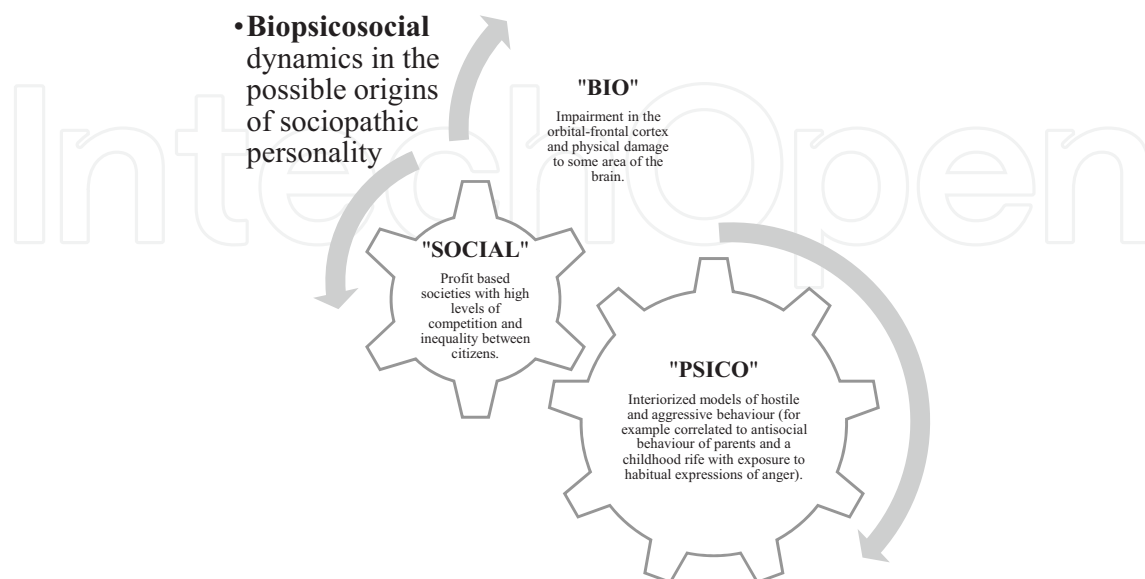 •Biopsicosocial
dynamics in the
possible origins
of sociopathic
personality
"BIO"
Impairment in the
orbital-frontal cortex
and physical damage
to some area of the
brain.
"SOCIAL"
Profit based
societies with high
levels of
competition and
inequality between
citizens.
"PSICO"
Interiorized models of hostile
and aggressive behaviour (for
example correlated to antisocial
behaviour of parents and a
childhood rife with exposure to
habitual expressions of anger).
IntechOpen